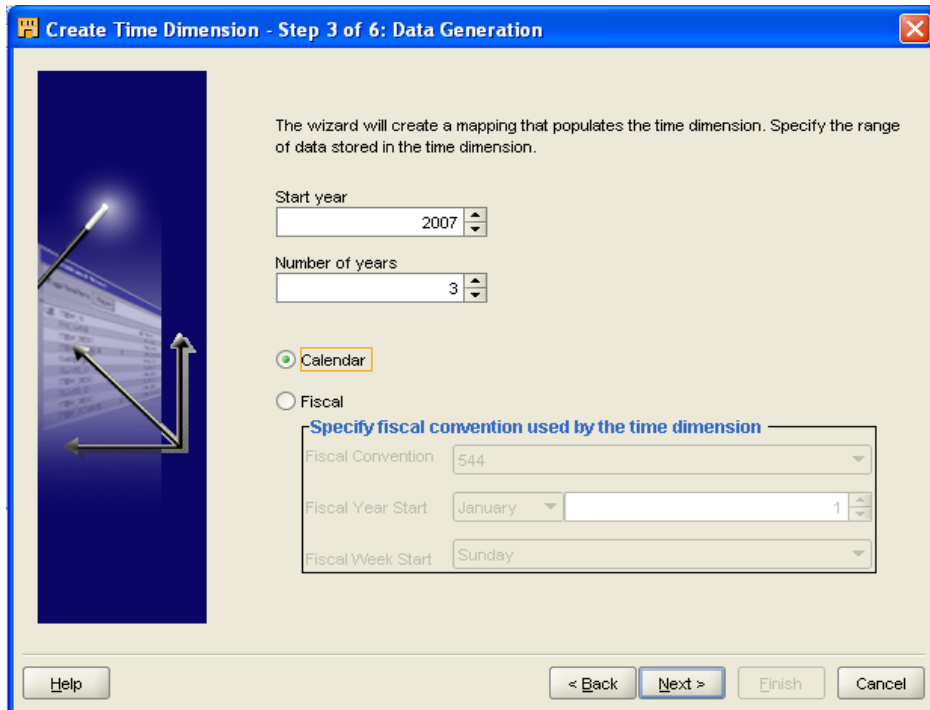 Create Time Dimension - Step 3 of 6: Data Generation
The wizard will create a mapping that populates the time dimension. Specify the range
of data stored in the time dimension.
Start year
2007
Number of years
3
Calendar
Fiscal
Specify fiscal convention used by the time dimension
Fiscal Convention 544
Fiscal Year Start January 1
Fiscal Week Start Sunday
Help < Back Next > Finish Cancel